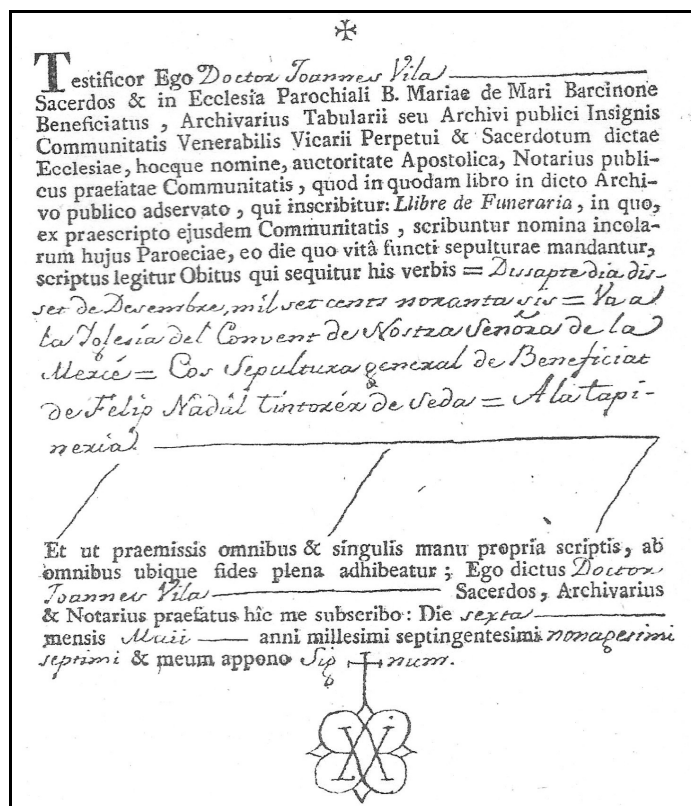 Testificor Ego Doctor Joannes Vila
Sacerdos & in Ecclesia Parochiali B. Mariae de Mari Barcinone
Beneficiatus , Archivarius Tabularii seu Archivi publici Insignis
Communitatis Venerabilis Vicarii Perpetui & Sacerdotum dictae
Ecclesiae, hocque nomine, auctoritate Apostolica, Notarius publi-
cus praefatae Communitatis , quod in quodam libro in dicto Archi-
vo publico adservato , qui inscribitur: Llibre de Funeraria, in quo,
ex praescripto ejusdem Communitatis , scribuntur nomina incola-
rum hujus Paroeciae, eo die quo vitâ functi sepulturae mandantur,
scriptus legitur Obitus qui sequitur his verbis = Dissapte dia dis-
set de Desembre, mil set cents noranta sis = Va a
la Iglesía del Convent de Nostra Señora de la
Mercé = Cos Sepultura general de Beneficiat
de Felip Nadúl Tintorér de Seda = A la tapi-
neria.
Et ut praemissis omnibus & singulis manu propria scriptis, ab
omnibus ubique fides plena adhibeatur ; Ego dictus Doctor
Joannes Vila Sacerdos, Archivarius
& Notarius praefatus hîc me subscribo: Die sexta
mensis Maii anni millesimi septingentesimi nonagesimi
septimi & meum appono Sig num.